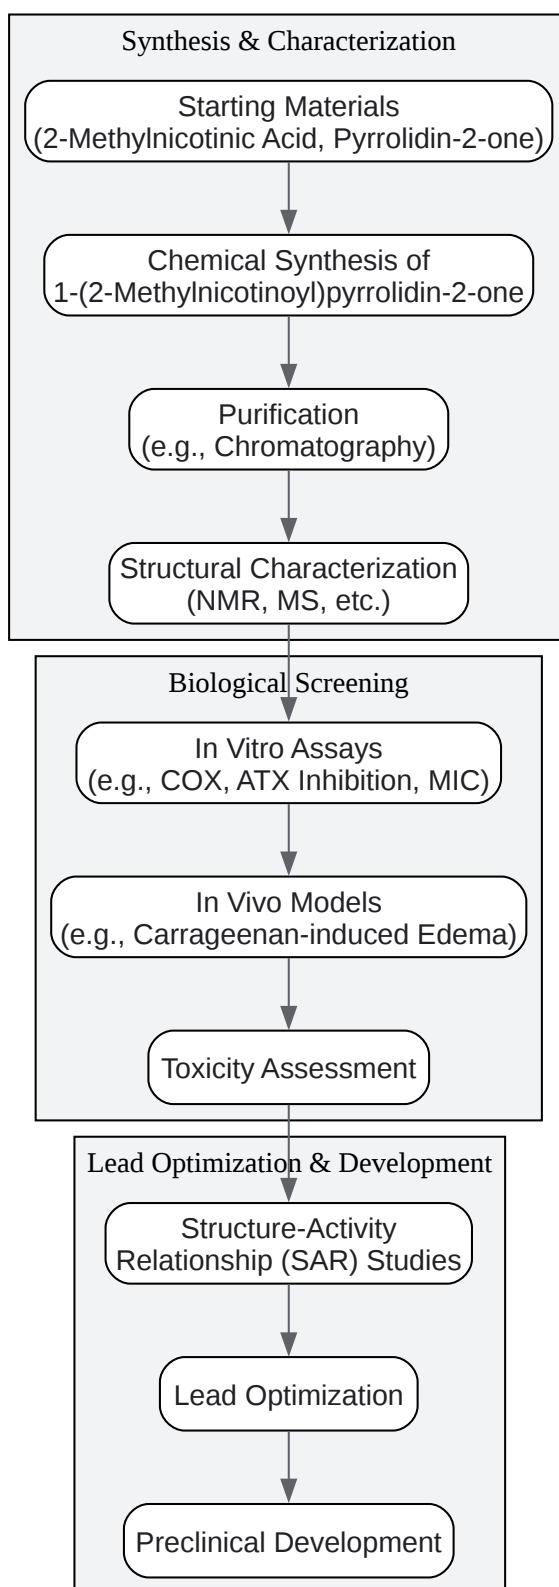 Synthesis & Characterization
Starting Materials
(2-Methylnicotinic Acid, Pyrrolidin-2-one)
Chemical Synthesis of
1-(2-Methylnicotinoyl)pyrrolidin-2-one
Purification
(e.g., Chromatography)
Structural Characterization
(NMR, MS, etc.)
Biological Screening
In Vitro Assays
(e.g., COX, ATX Inhibition, MIC)
In Vivo Models
(e.g., Carrageenan-induced Edema)
Toxicity Assessment
Lead Optimization & Development
Structure-Activity
Relationship (SAR) Studies
Lead Optimization
Preclinical Development